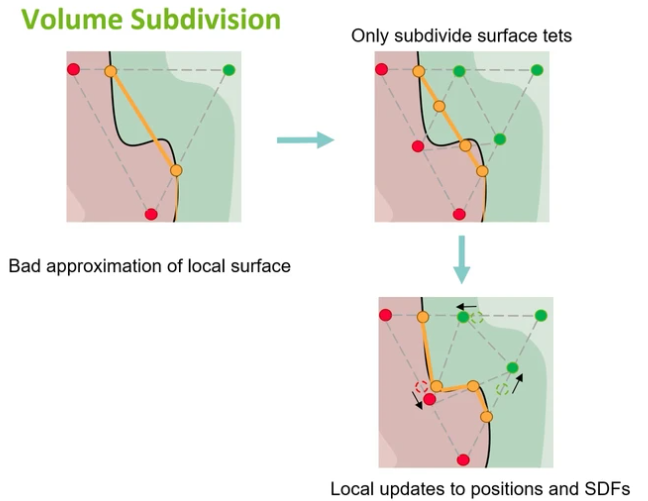 Volume Subdivision
Only subdivide surface tets
Bad approximation of local surface
Local updates to positions and SDFs